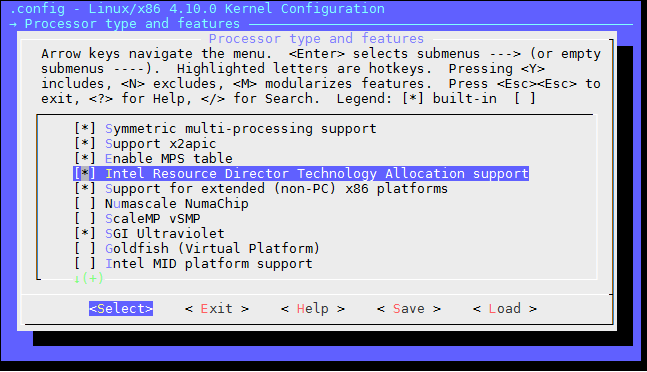 .config - Linux/x86 4.10.0 Kernel Configuration
→ Processor type and features
Processor type and features
Arrow keys navigate the menu.  <Enter> selects submenus ---> (or empty
submenus ----).  Highlighted letters are hotkeys.  Pressing <Y>
includes, <N> excludes, <M> modularizes features.  Press <Esc><Esc> to
exit, <?> for Help, </> for Search.  Legend: [*] built-in  [ ]
[*] Symmetric multi-processing support
[*] Support x2apic
[*] Enable MPS table
[*] Intel Resource Director Technology Allocation support
[*] Support for extended (non-PC) x86 platforms
[ ] Numascale NumaChip
[ ] ScaleMP vSMP
[*] SGI Ultraviolet
[ ] Goldfish (Virtual Platform)
[ ] Intel MID platform support
↓(+)
<Select>    < Exit >    < Help >    < Save >    < Load >